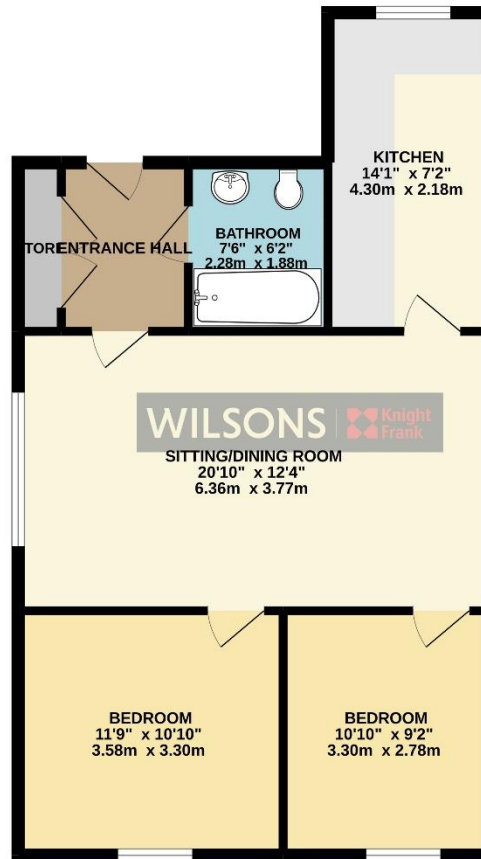 KITCHEN
14'1" x 7'2"
4.30m x 2.18m
TORE
ENTRANCE HALL
BATHROOM
7'6" x 6'2"
2.28m x 1.88m
WILSONS
Knight
Frank
SITTING/DINING ROOM
20'10" x 12'4"
6.36m x 3.77m
BEDROOM
11'9" x 10'10"
3.58m x 3.30m
BEDROOM
10'10" x 9'2"
3.30m x 2.78m